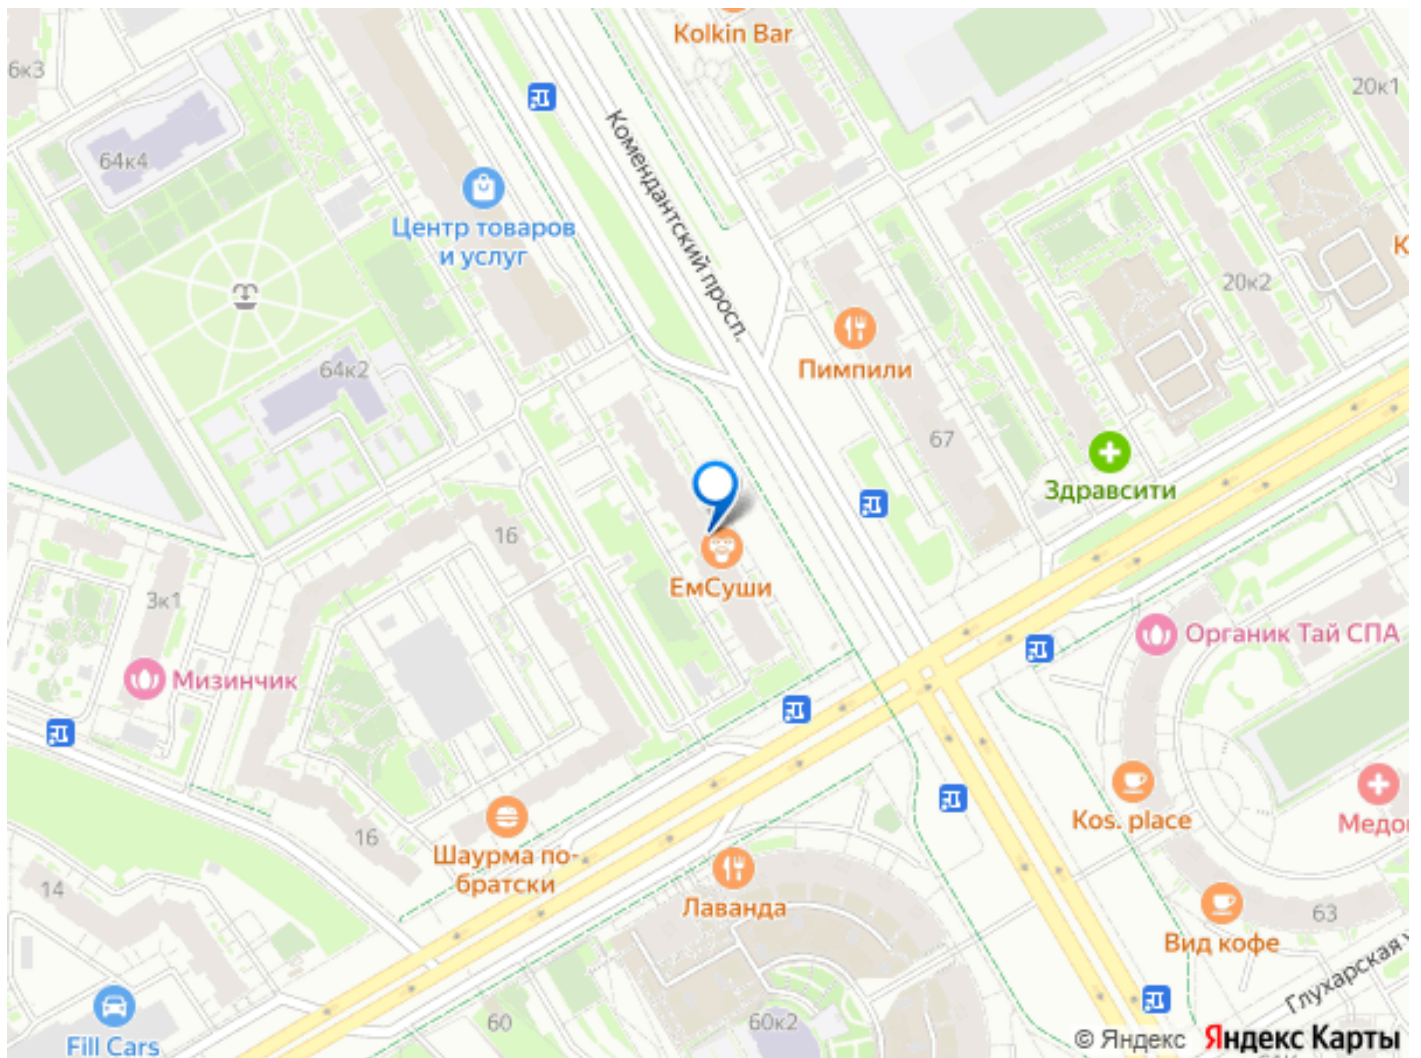 Kolkin Bar
6к3
20к1
Комендантский просп.
64к4
Центр товаров
и услуг
20к2
К
64к2
Пимпили
67
Здравсити
16
ЕмСуши
3к1
Органик Тай СПА
Мизинчик
Kos. place
Медо
16
Шаурма по-
братски
14
Лаванда
63
Вид кофе
Глухарская
60
60к2
Fill Cars
© Яндекс Яндекс Карты